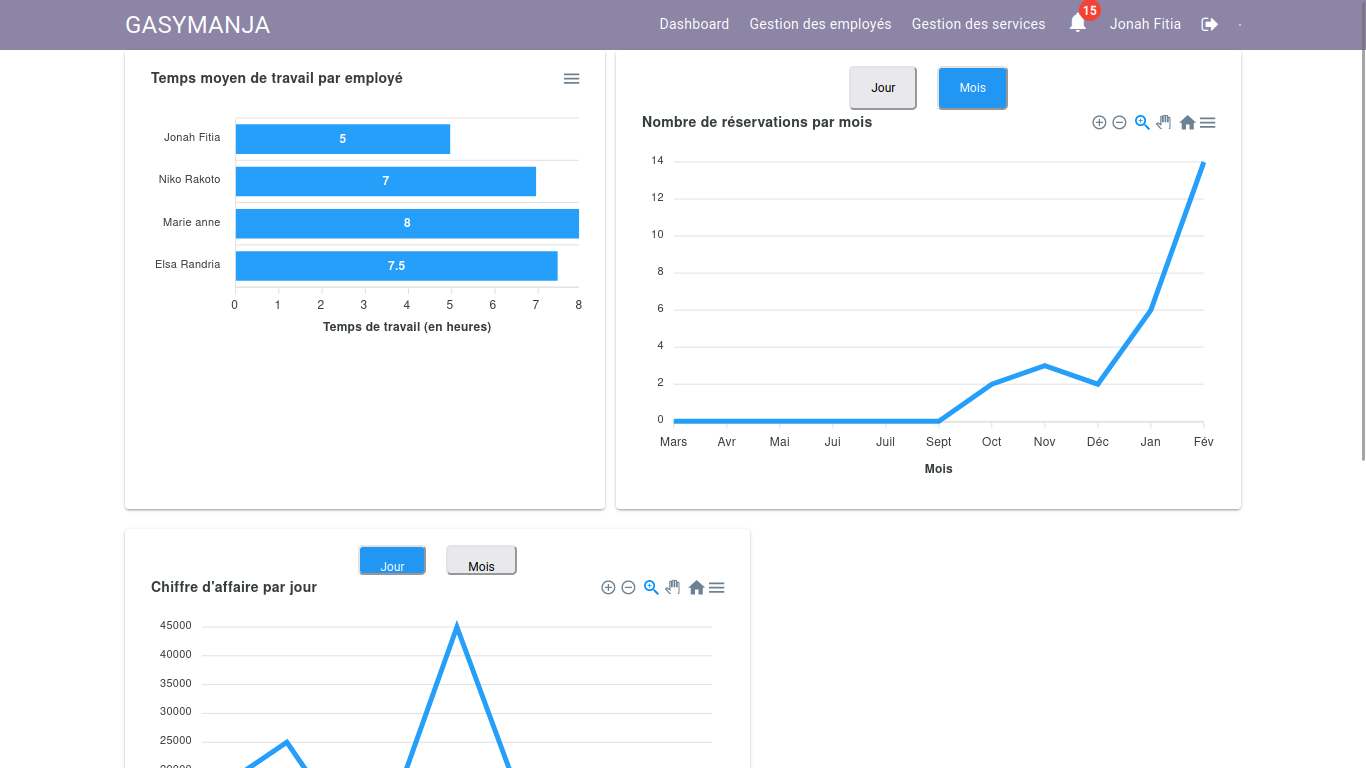 GASYMANJA
Dashboard Gestion des employés Gestion des services 15 Jonah Fitia
Temps moyen de travail par employé
Jonah Fitia 5
Niko Rakoto 7
Marie anne 8
Elsa Randria 7.5
0 1 2 3 4 5 6 7 8
Temps de travail (en heures)
Jour Mois
Nombre de réservations par mois
14
12
10
8
6
4
2
0
Mars Avr Mai Jui Juil Sept Oct Nov Déc Jan Fév
Mois
Jour Mois
Chiffre d'affaire par jour
45000
40000
35000
30000
25000
20000